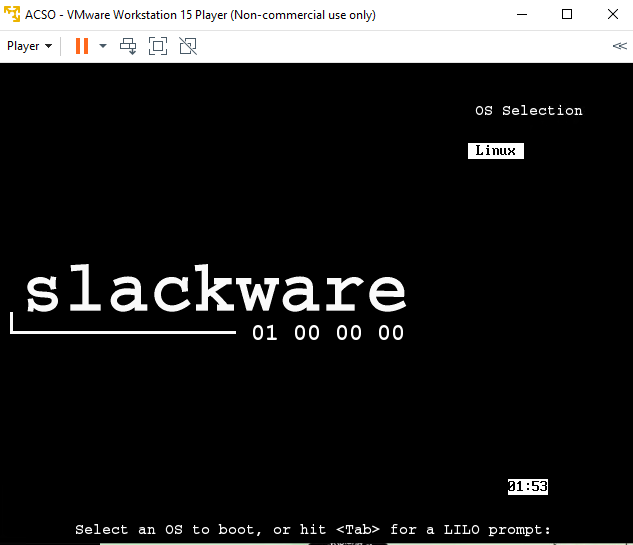 ACSO - VMware Workstation 15 Player (Non-commercial use only)
Player
OS Selection
Linux
slackware
01 00 00 00
01:53
Select an OS to boot, or hit <Tab> for a LILO prompt: